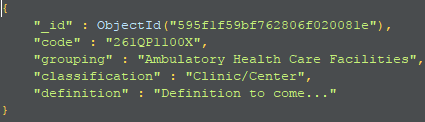 {
"_id" : ObjectId("595f1f59bf762806f020081e"),
"code" : "261QP1100X",
"grouping" : "Ambulatory Health Care Facilities",
"classification" : "Clinic/Center",
"definition" : "Definition to come..."
}